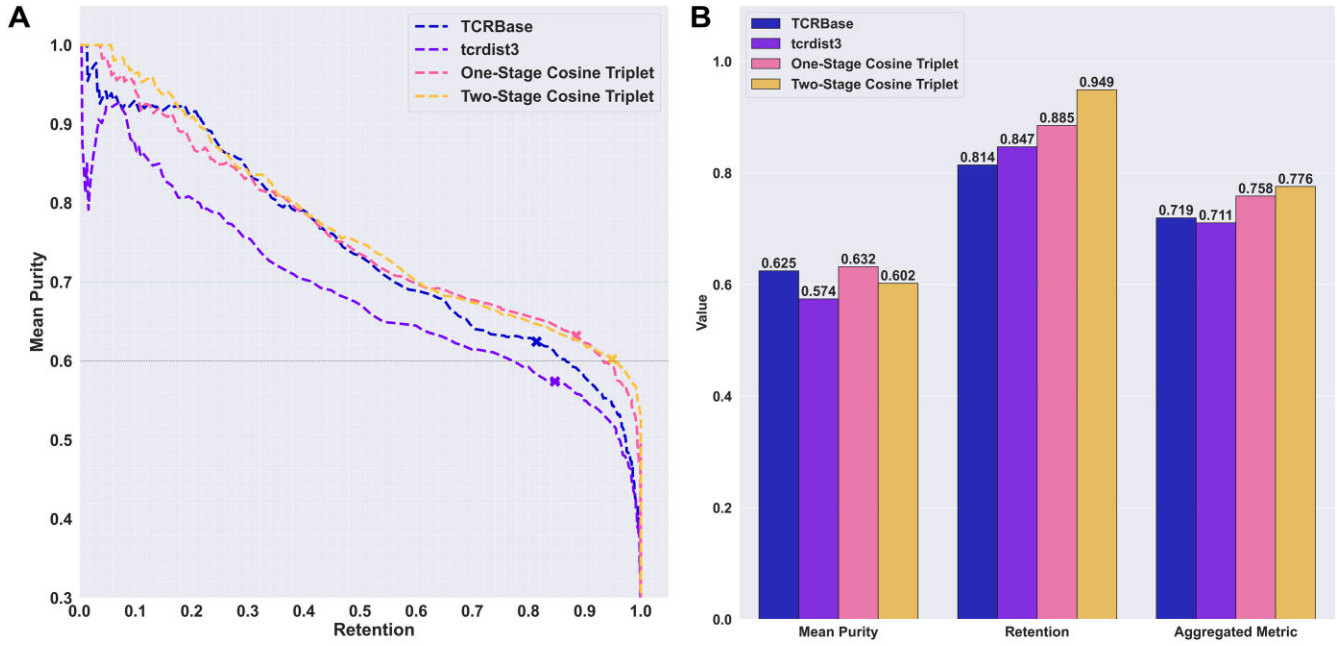 A
TCRBase
tcrdist3
One-Stage Cosine Triplet
Two-Stage Cosine Triplet
1.0
0.9
0.8
0.7
0.6
0.5
0.4
0.3
Mean Purity
0.0 0.1 0.2 0.3 0.4 0.5 0.6 0.7 0.8 0.9 1.0
Retention
B
TCRBase
tcrdist3
One-Stage Cosine Triplet
Two-Stage Cosine Triplet
1.0
0.8
0.6
0.4
0.2
0.0
Value
0.625 0.574 0.632 0.602
0.814 0.847 0.885 0.949
0.719 0.711 0.758 0.776
Mean Purity Retention Aggregated Metric